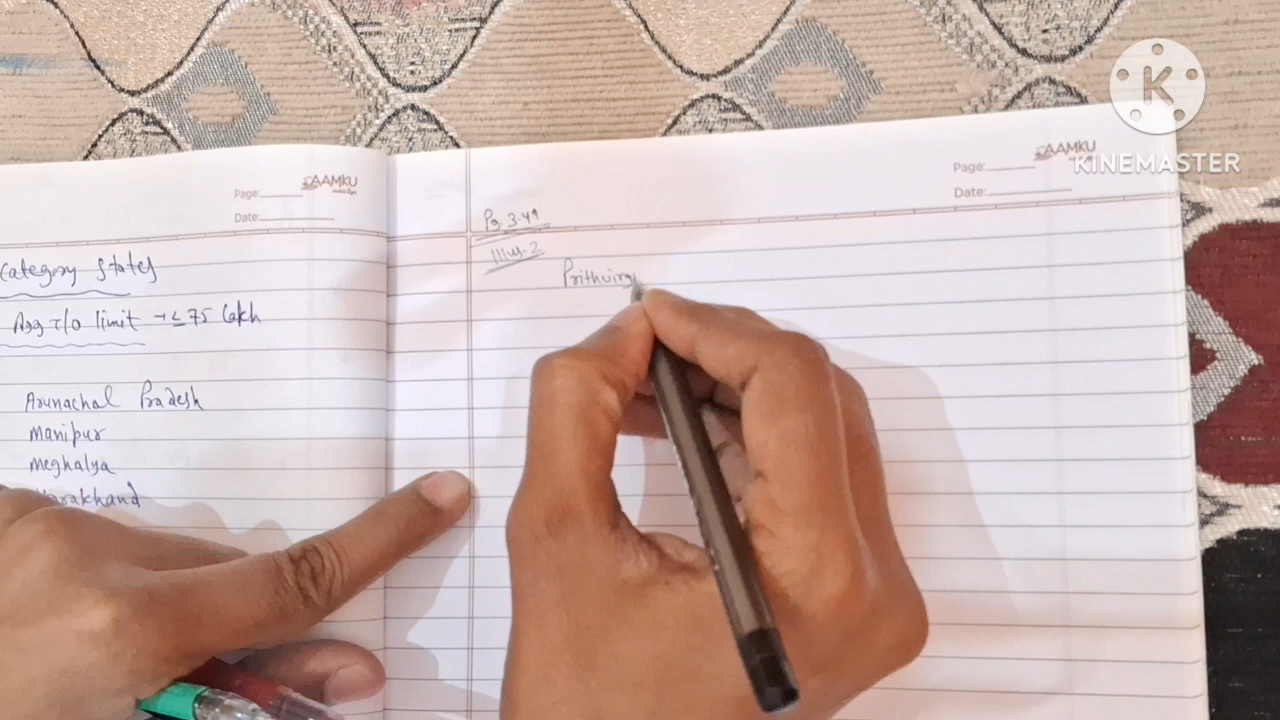 K
KINEMASTER
AAMKU
Page:
Date:
Category States
Agg T/O limit → ≤ 75 lakh
Arunachal Pradesh
Manipur
Meghalya
AAMKU
Page:
Date:
Pg. 3.49
Illus-2
Prithvira